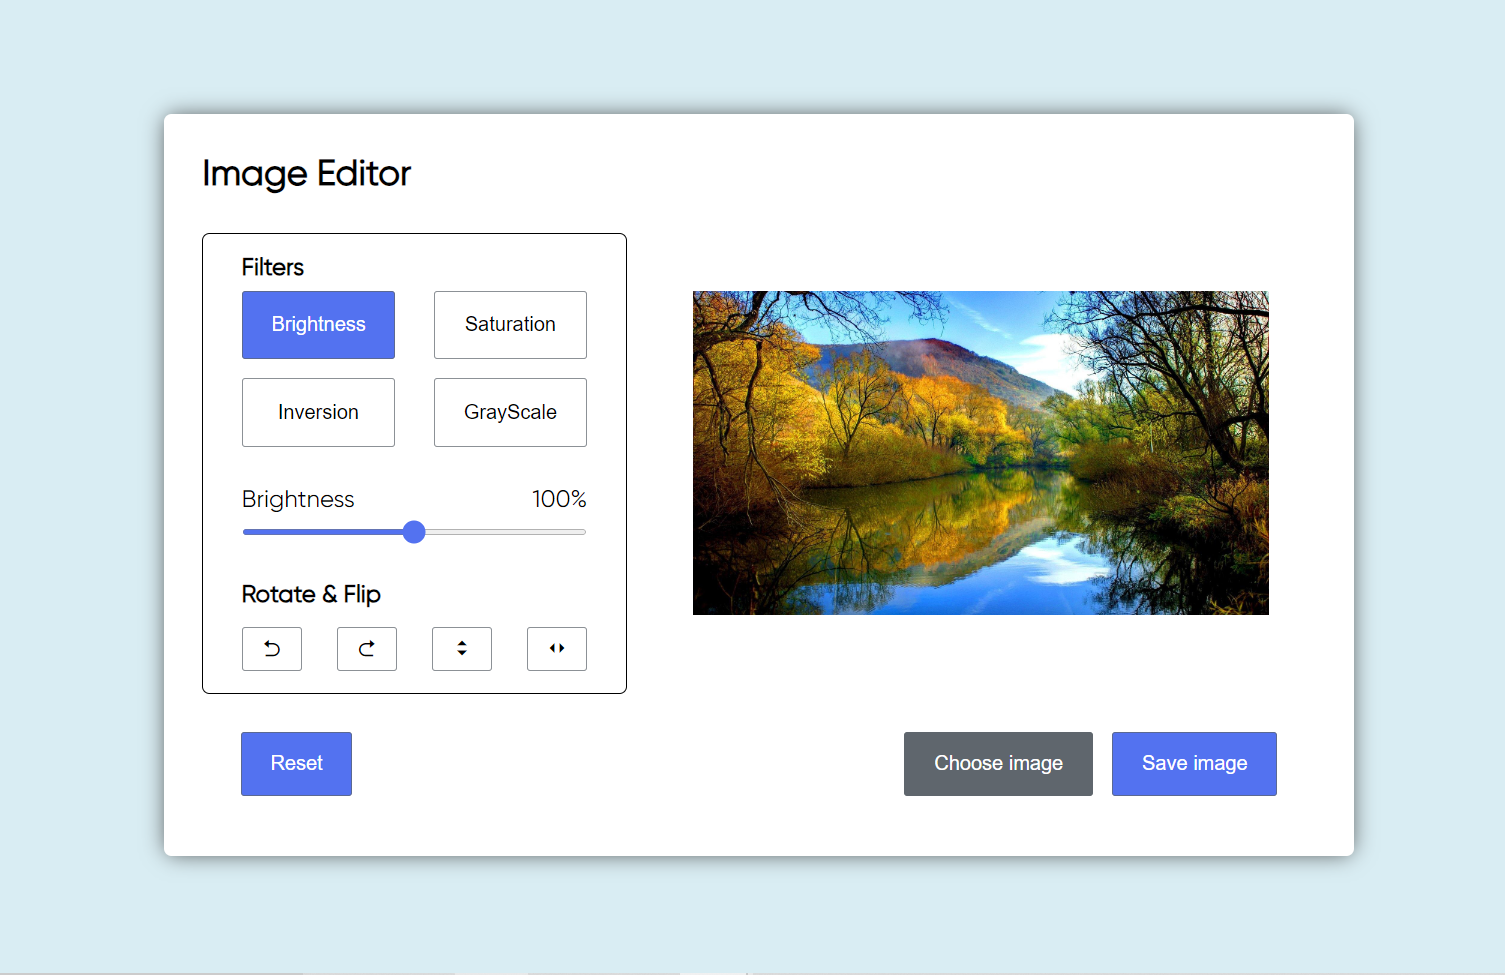 Image Editor
Filters
Brightness
Saturation
Inversion
GrayScale
Brightness 100%
Rotate & Flip
Reset
Choose image
Save image